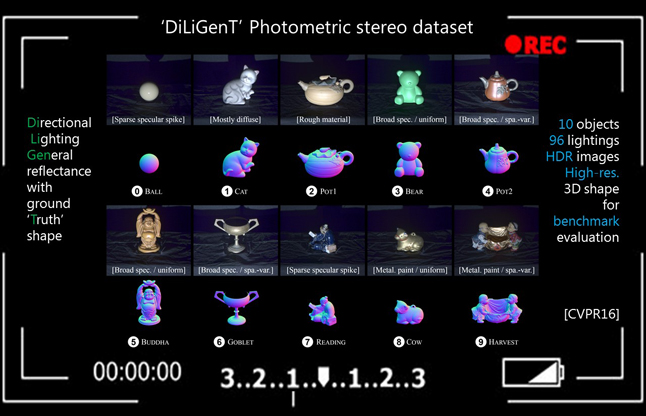 ‘DiLiGenT’ Photometric stereo dataset
REC
[Sparse specular spike]
[Mostly diffuse]
[Rough material]
[Broad spec. / uniform]
[Broad spec. / spa.-var.]
Directional
Lighting
General
reflectance
with
ground
‘Truth’
shape
10 objects
96 lightings
HDR images
High-res.
3D shape
for
benchmark
evaluation
0 BALL
1 CAT
2 POT1
3 BEAR
4 POT2
[Broad spec. / uniform]
[Broad spec. / spa.-var.]
[Sparse specular spike]
[Metal. paint / uniform]
[Metal. paint / spa.-var.]
5 BUDDHA
6 GOBLET
7 READING
8 COW
9 HARVEST
[CVPR16]
00:00:00
3..2..1.. ..1..2..3